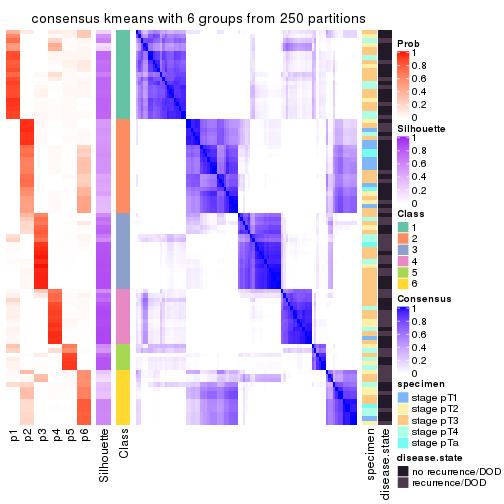 consensus kmeans with 6 groups from 250 partitions
Prob
1
0.8
0.6
0.4
0.2
0
Silhouette
1
0.8
0.6
0.4
0.2
0
Class
1
2
3
4
5
6
Consensus
1
0.8
0.6
0.4
0.2
0
specimen
stage pT1
stage pT2
stage pT3
stage pT4
stage pTa
disease.state
no recurrence/DOD
recurrence/DOD
p1
p2
p3
p4
p5
p6
Silhouette
Class
specimen
disease.state